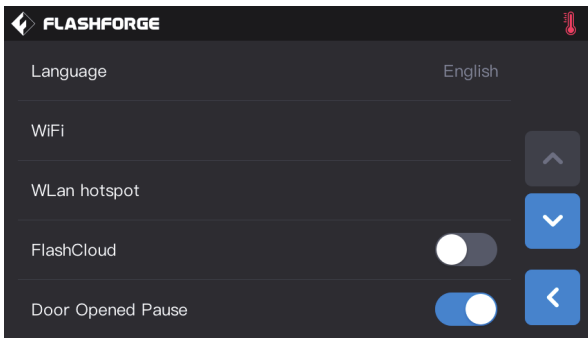 FLASHFORGE
Language English
WiFi
WLan hotspot
FlashCloud
Door Opened Pause